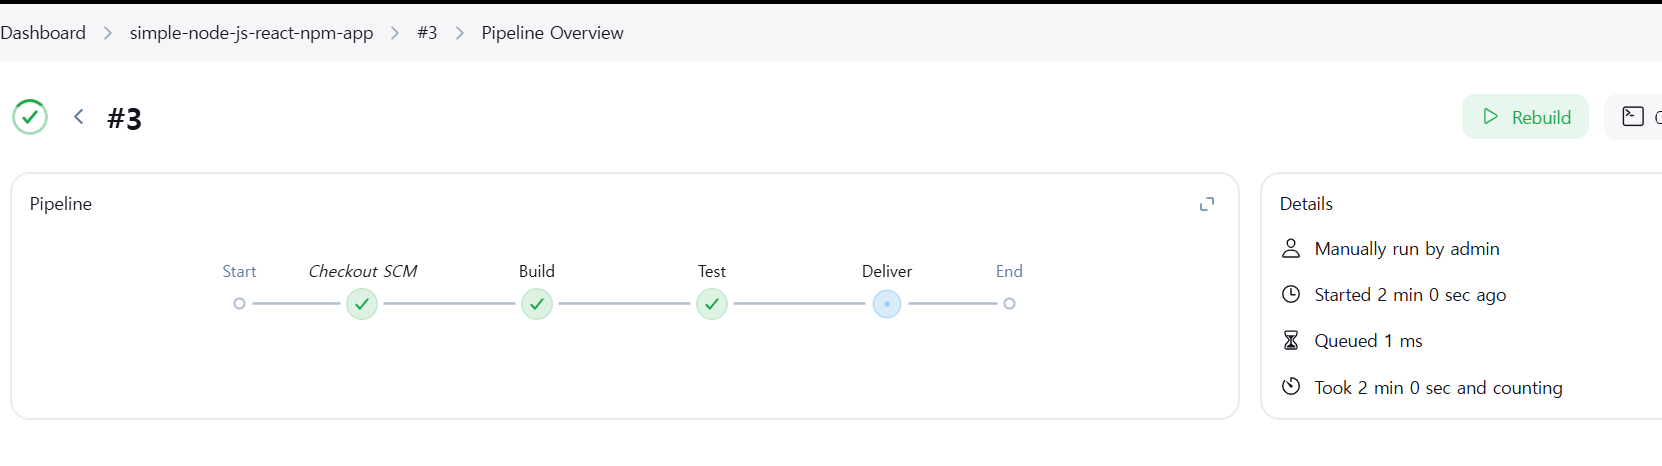 Dashboard > simple-node-js-react-npm-app > #3 > Pipeline Overview
#3
Rebuild
Pipeline
Start Checkout SCM Build Test Deliver End
Details
Manually run by admin
Started 2 min 0 sec ago
Queued 1 ms
Took 2 min 0 sec and counting